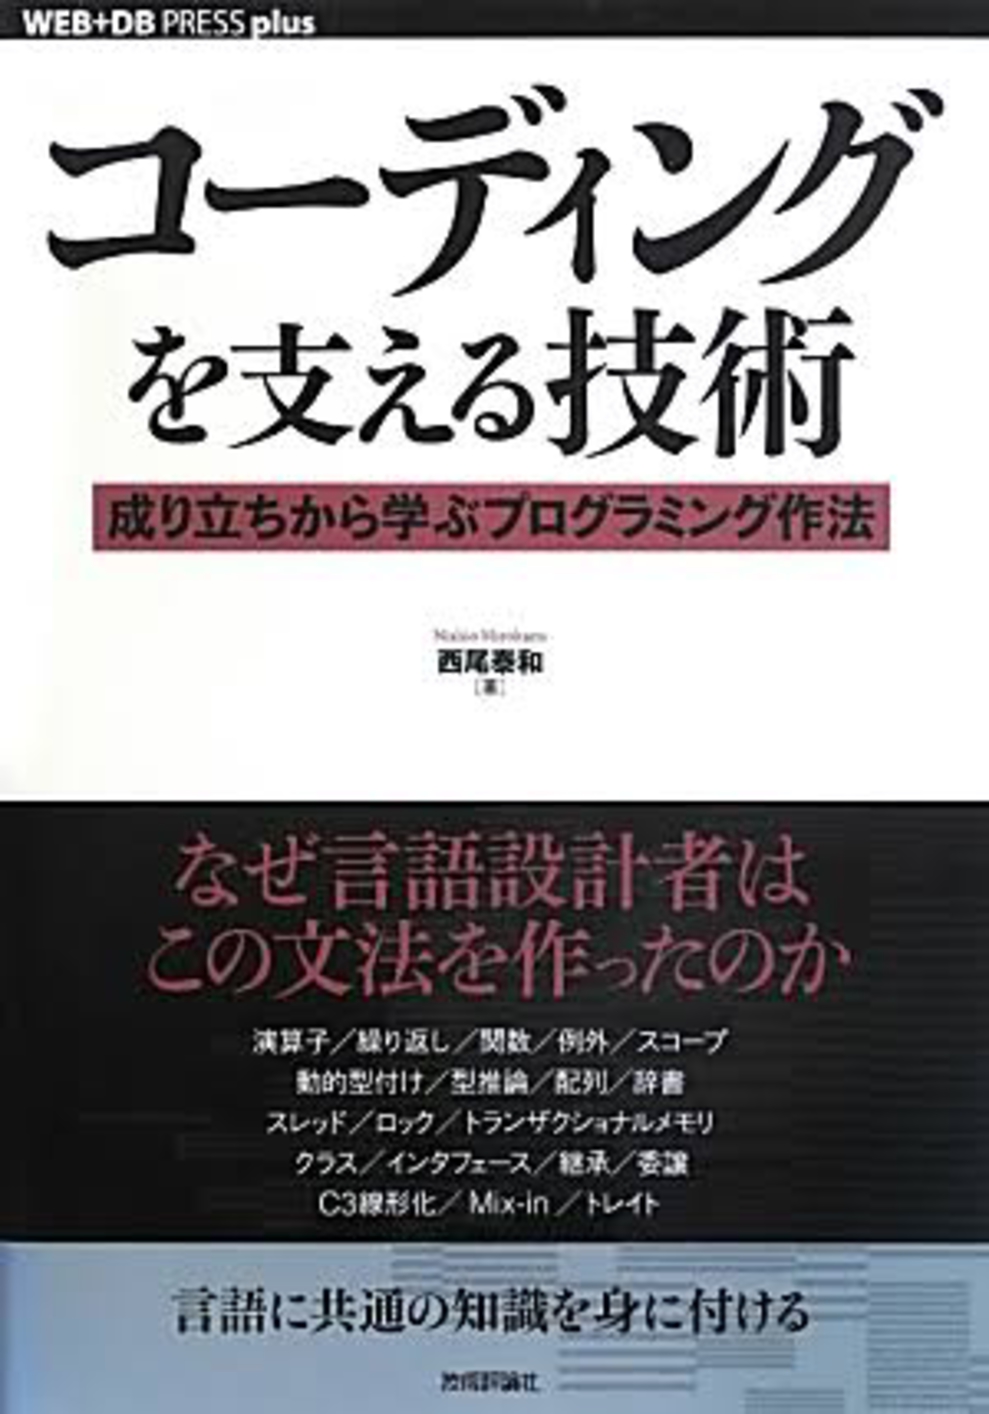 WEB+DB PRESS plus
コーディング
を支える技術
成り立ちから学ぶプログラミング作法
Nishio Hirokazu
西尾泰和
[著]
なぜ言語設計者は
この文法を作ったのか
演算子/繰り返し/関数/例外/スコープ
動的型付け/型推論/配列/辞書
スレッド/ロック/トランザクショナルメモリ
クラス/インタフェース/継承/委譲
C3線形化/Mix-in/トレイト
言語に共通の知識を身に付ける
技術評論社